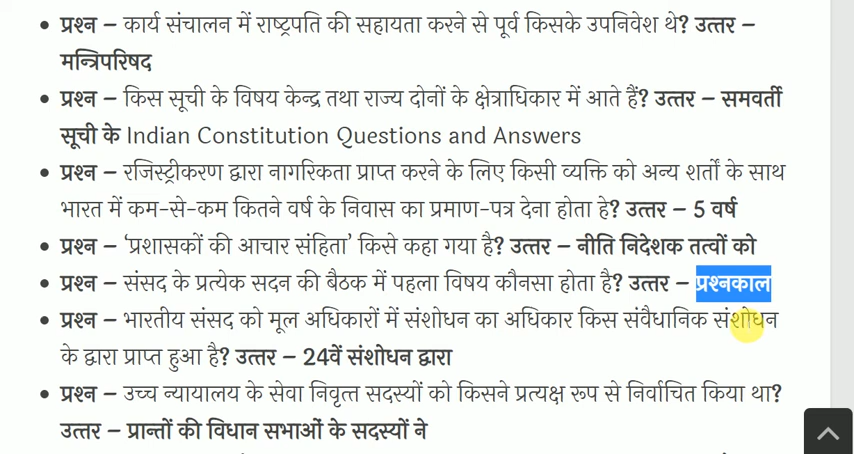 प्रश्न – कार्य संचालन में राष्ट्रपति की सहायता करने से पूर्व किसके उपनिवेश थे? उत्तर –
मन्त्रिपरिषद
प्रश्न – किस सूची के विषय केन्द्र तथा राज्य दोनों के क्षेत्राधिकार में आते हैं? उत्तर – समवर्ती
सूची के Indian Constitution Questions and Answers
प्रश्न – रजिस्ट्रीकरण द्वारा नागरिकता प्राप्त करने के लिए किसी व्यक्ति को अन्य शर्तों के साथ
भारत में कम-से-कम कितने वर्ष के निवास का प्रमाण-पत्र देना होता हे? उत्तर – 5 वर्ष
प्रश्न – ‘प्रशासकों की आचार संहिता’ किसे कहा गया है? उत्तर – नीति निदेशक तत्वों को
प्रश्न – संसद के प्रत्येक सदन की बैठक में पहला विषय कौनसा होता है? उत्तर – प्रश्नकाल
प्रश्न – भारतीय संसद को मूल अधिकारों में संशोधन का अधिकार किस संवैधानिक संशोधन
के द्वारा प्राप्त हुआ है? उत्तर – 24वें संशोधन द्वारा
प्रश्न – उच्च न्यायालय के सेवा निवृत्त सदस्यों को किसने प्रत्यक्ष रूप से निर्वाचित किया था?
उत्तर – प्रान्तों की विधान सभाओं के सदस्यों ने